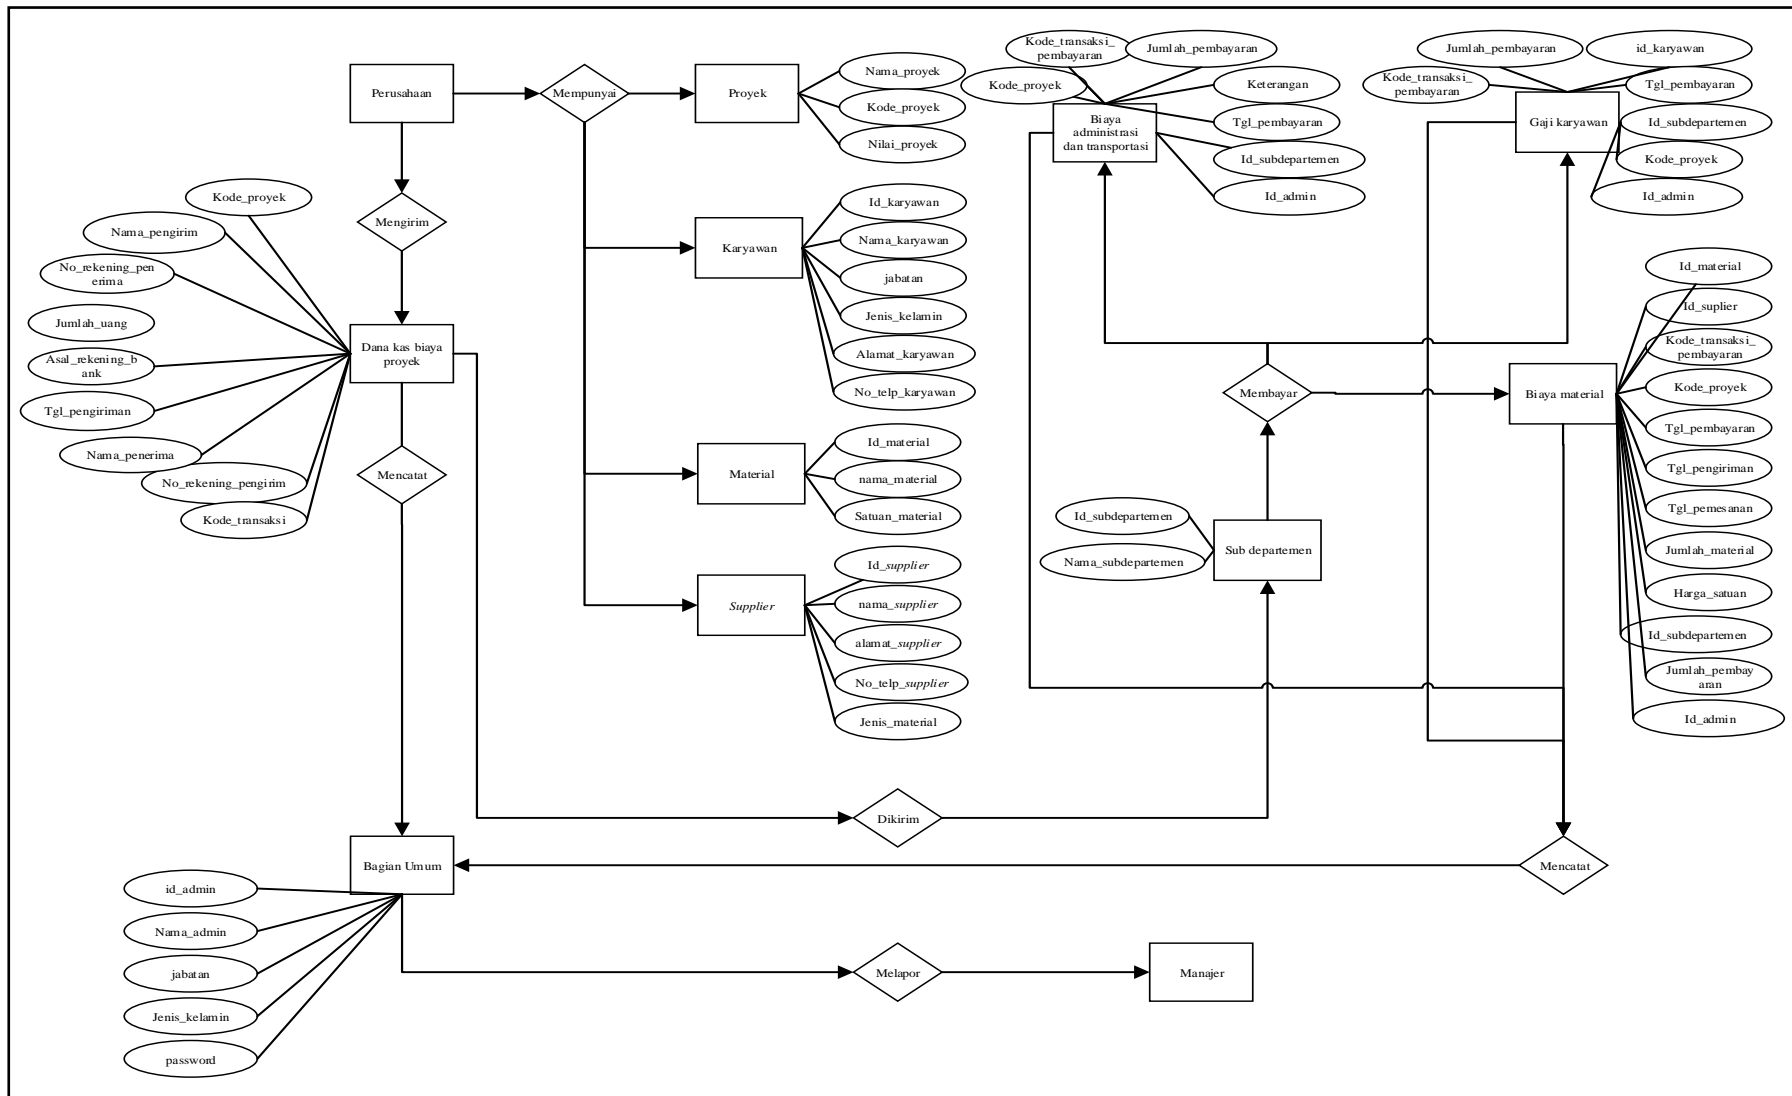 Perusahaan
Mempunyai
Proyek
Nama_proyek
Kode_proyek
Nilai_proyek
Kode_transaksi_
pembayaran
Jumlah_pembayaran
Kode_proyek
Keterangan
Tgl_pembayaran
Id_subdepartemen
Id_admin
Biaya
administrasi
dan transportasi
Jumlah_pembayaran
id_karyawan
Kode_transaksi_
pembayaran
Tgl_pembayaran
Id_subdepartemen
Kode_proyek
Id_admin
Gaji karyawan
Mengirim
Kode_proyek
Nama_pengirim
No_rekening_pen
erima
Jumlah_uang
Asal_rekening_b
ank
Tgl_pengiriman
Nama_penerima
No_rekening_pengirim
Kode_transaksi
Dana kas biaya
proyek
Mencatat
Karyawan
Id_karyawan
Nama_karyawan
jabatan
Jenis_kelamin
Alamat_karyawan
No_telp_karyawan
Material
Id_material
nama_material
Satuan_material
Supplier
Id_supplier
nama_supplier
alamat_supplier
No_telp_supplier
Jenis_material
Membayar
Biaya material
Id_material
Id_suplier
Kode_transaksi_
pembayaran
Kode_proyek
Tgl_pembayaran
Tgl_pengiriman
Tgl_pemesanan
Jumlah_material
Harga_satuan
Id_subdepartemen
Jumlah_pembay
aran
Id_admin
Id_subdepartemen
Nama_subdepartemen
Sub departemen
Dikirim
Bagian Umum
Mencatat
id_admin
Nama_admin
jabatan
Jenis_kelamin
password
Melapor
Manajer